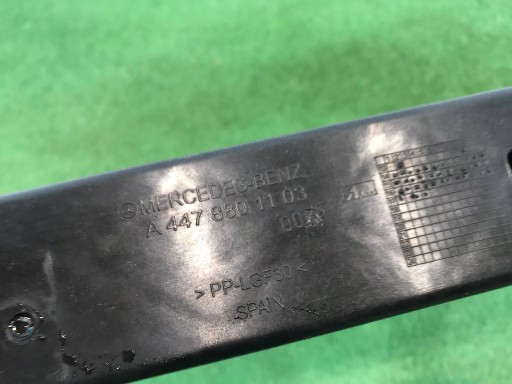 MERCEDES-BENZ
A 447 880 11 03
> PP-LGF30 <
SPAIN